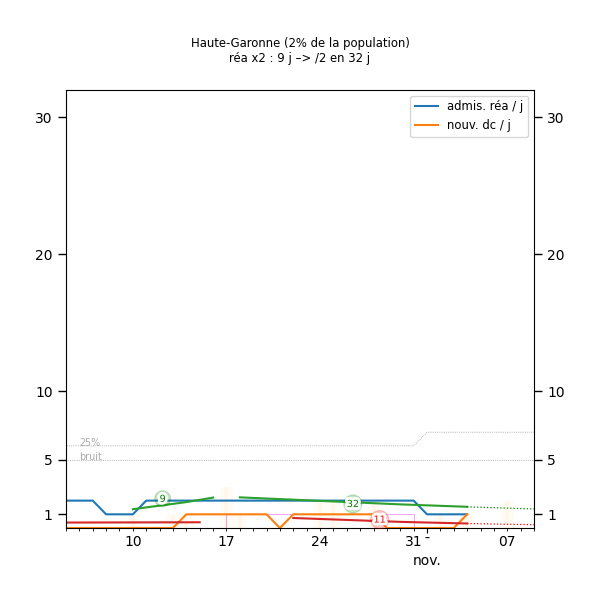 Haute-Garonne (2% de la population)
réa x2 : 9 j –> /2 en 32 j
admis. réa / j
nouv. dc / j
30 30
20 20
10 10
25%
bruit
5 5
9
32
11
1 1
10 17 24 31 07
nov.